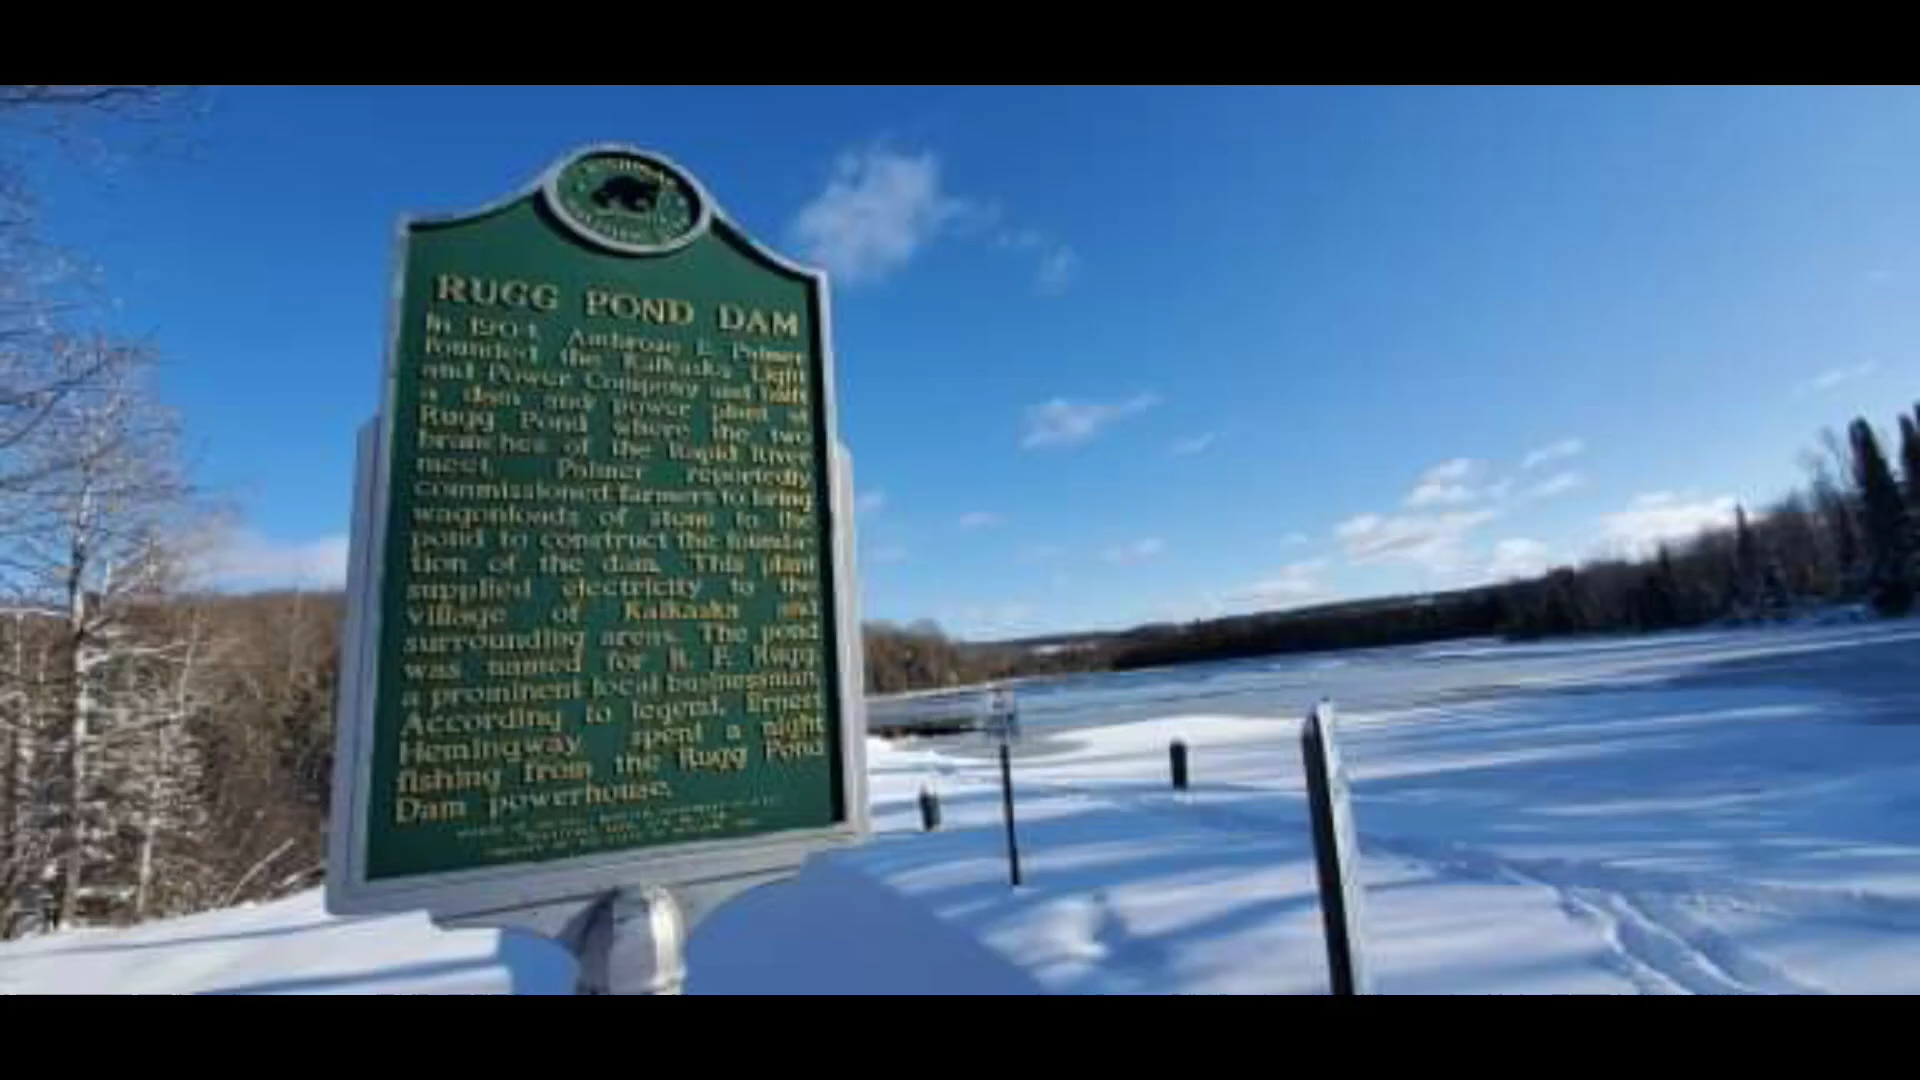 RUGG POND DAM
In 1904, Ambrose E. Palmer
founded the Kalkaska Light
and Power Company and built
a dam and power plant at
Rugg Pond where the two
branches of the Rapid River
meet. Palmer reportedly
commissioned farmers to bring
wagonloads of stone to the
pond to construct the founda-
tion of the dam. This plant
supplied electricity to the
village of Kalkaska and
surrounding areas. The pond
was named for R. F. Rugg,
a prominent local businessman.
According to legend, Ernest
Hemingway spent a night
fishing from the Rugg Pond
Dam powerhouse.